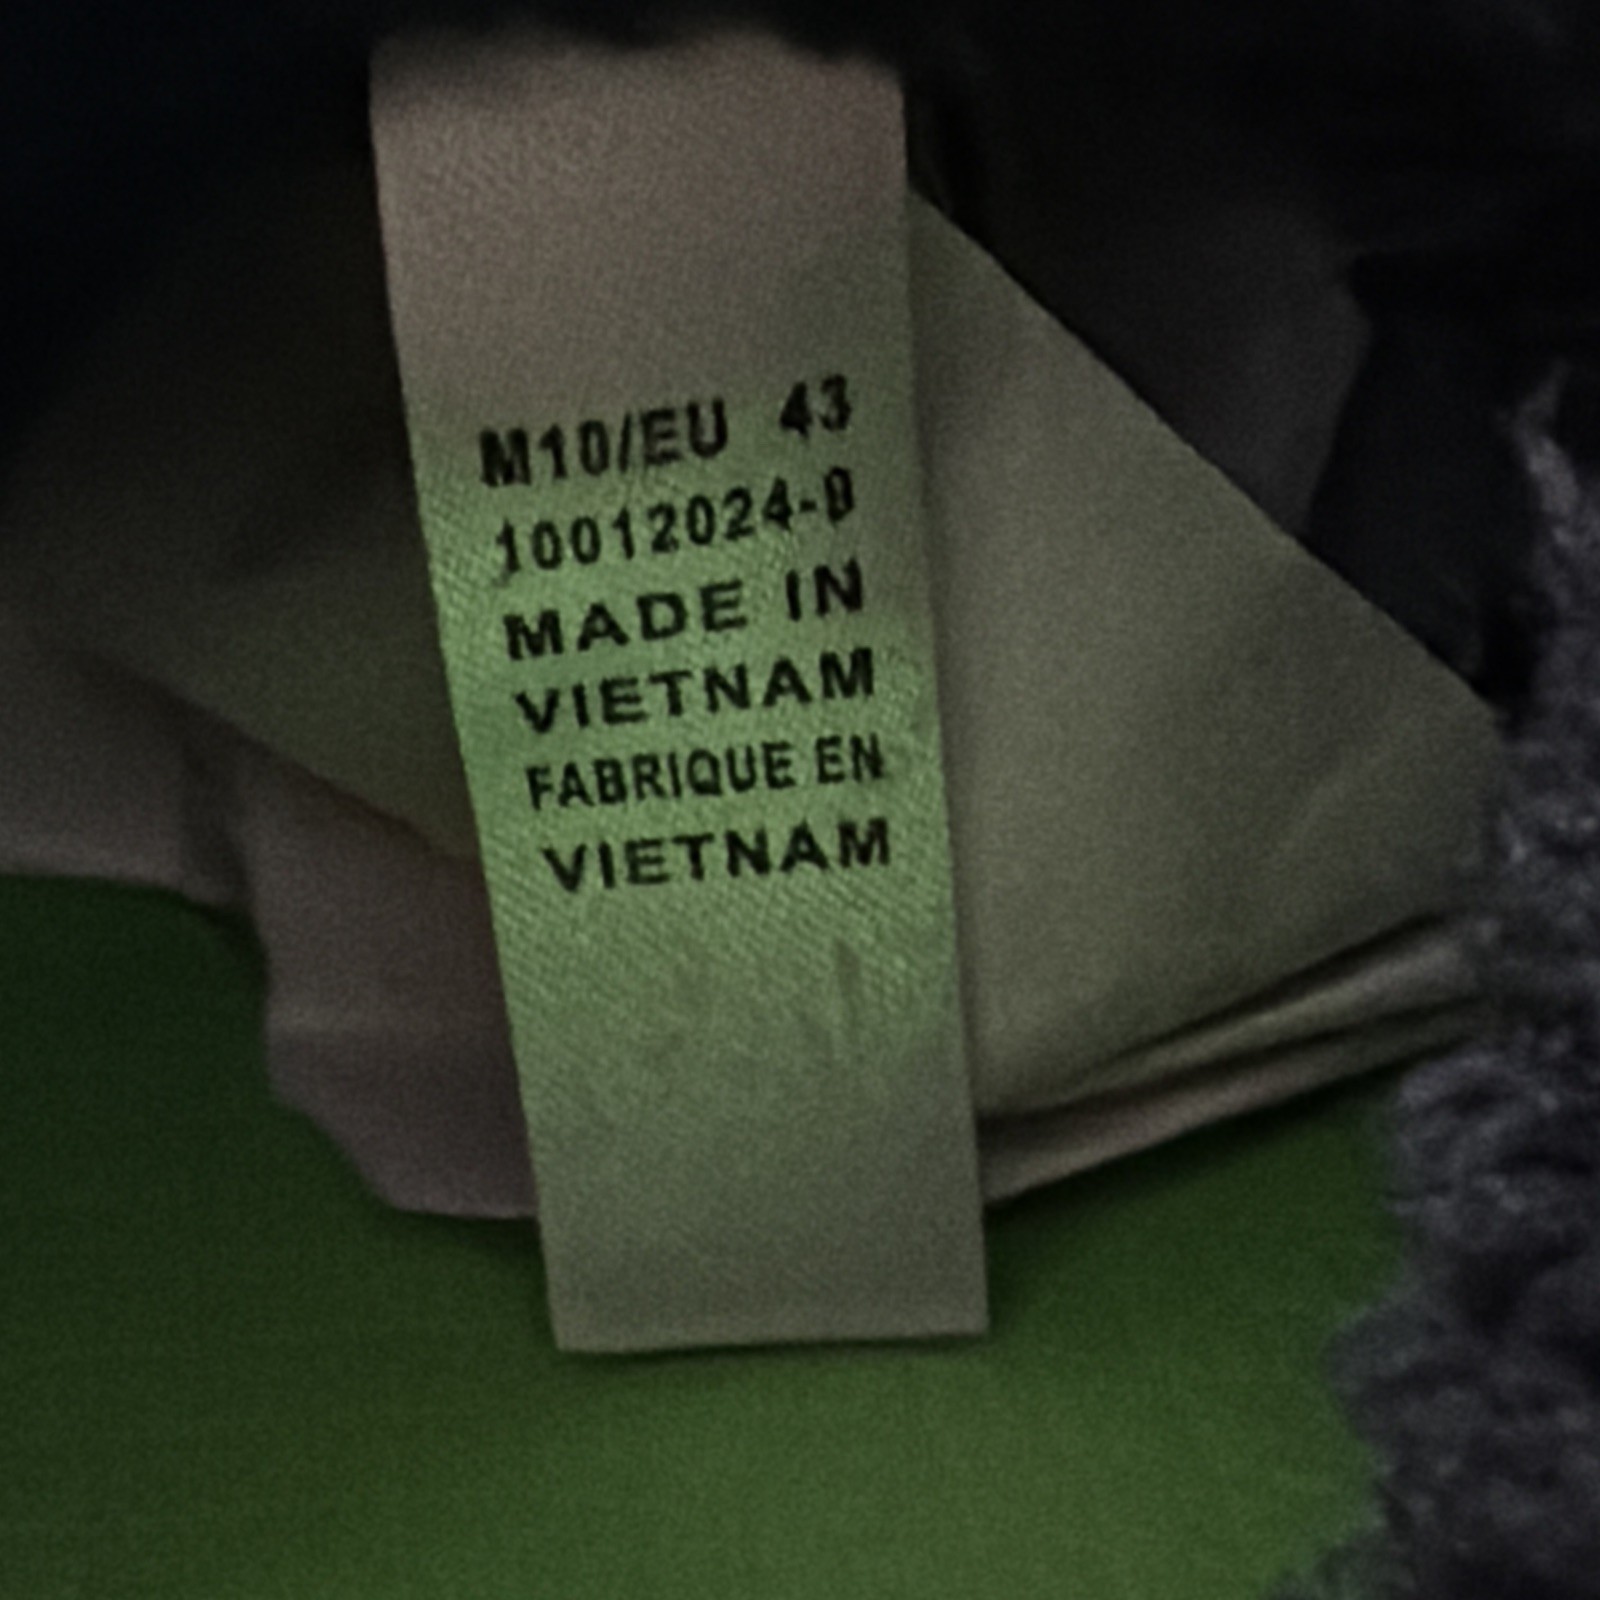 M10/EU 43
10012024-0
MADE IN
VIETNAM
FABRIQUE EN
VIETNAM